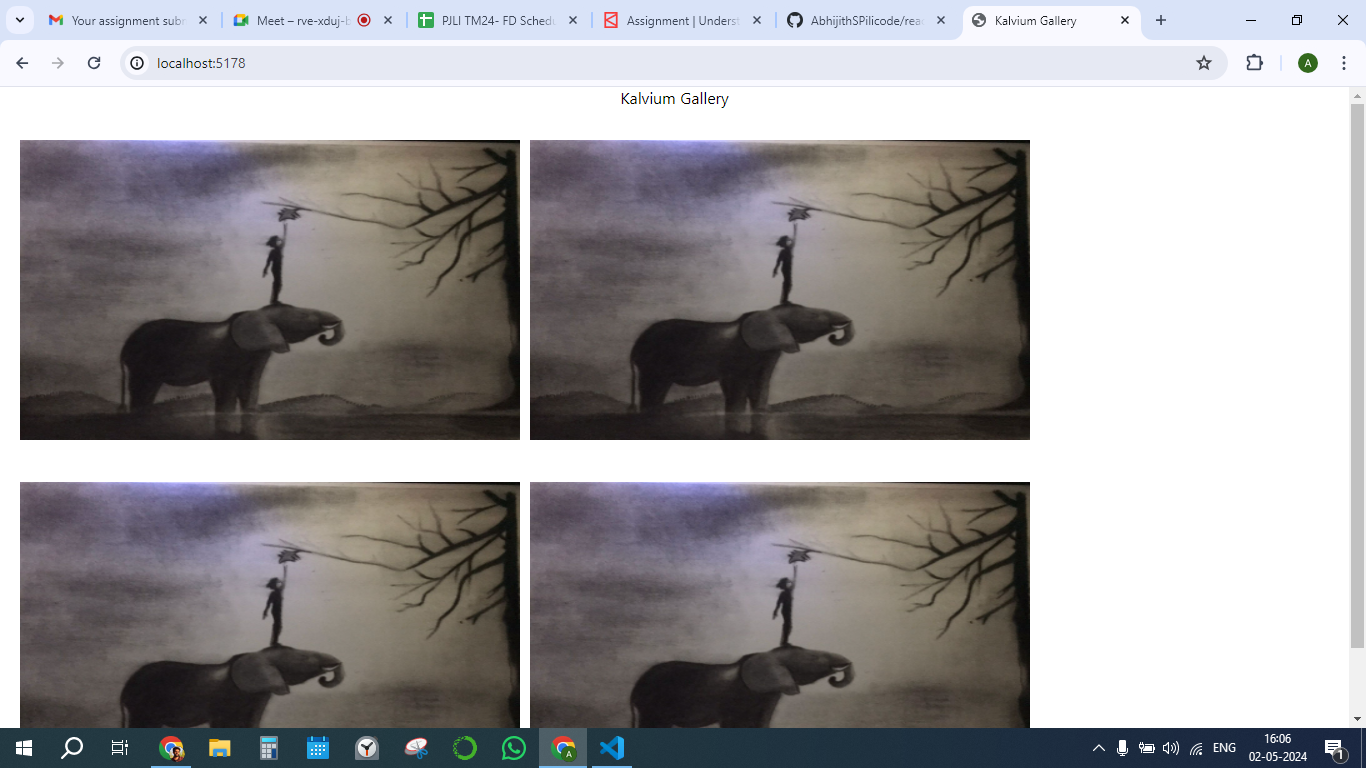 Your assignment subr
Meet – rve-xduj-b
PJLI TM24- FD Schedu
Assignment | Underst
AbhijithSPilicode/rea
Kalvium Gallery
localhost:5178
A
Kalvium Gallery
A
ENG
16:06
02-05-2024
1